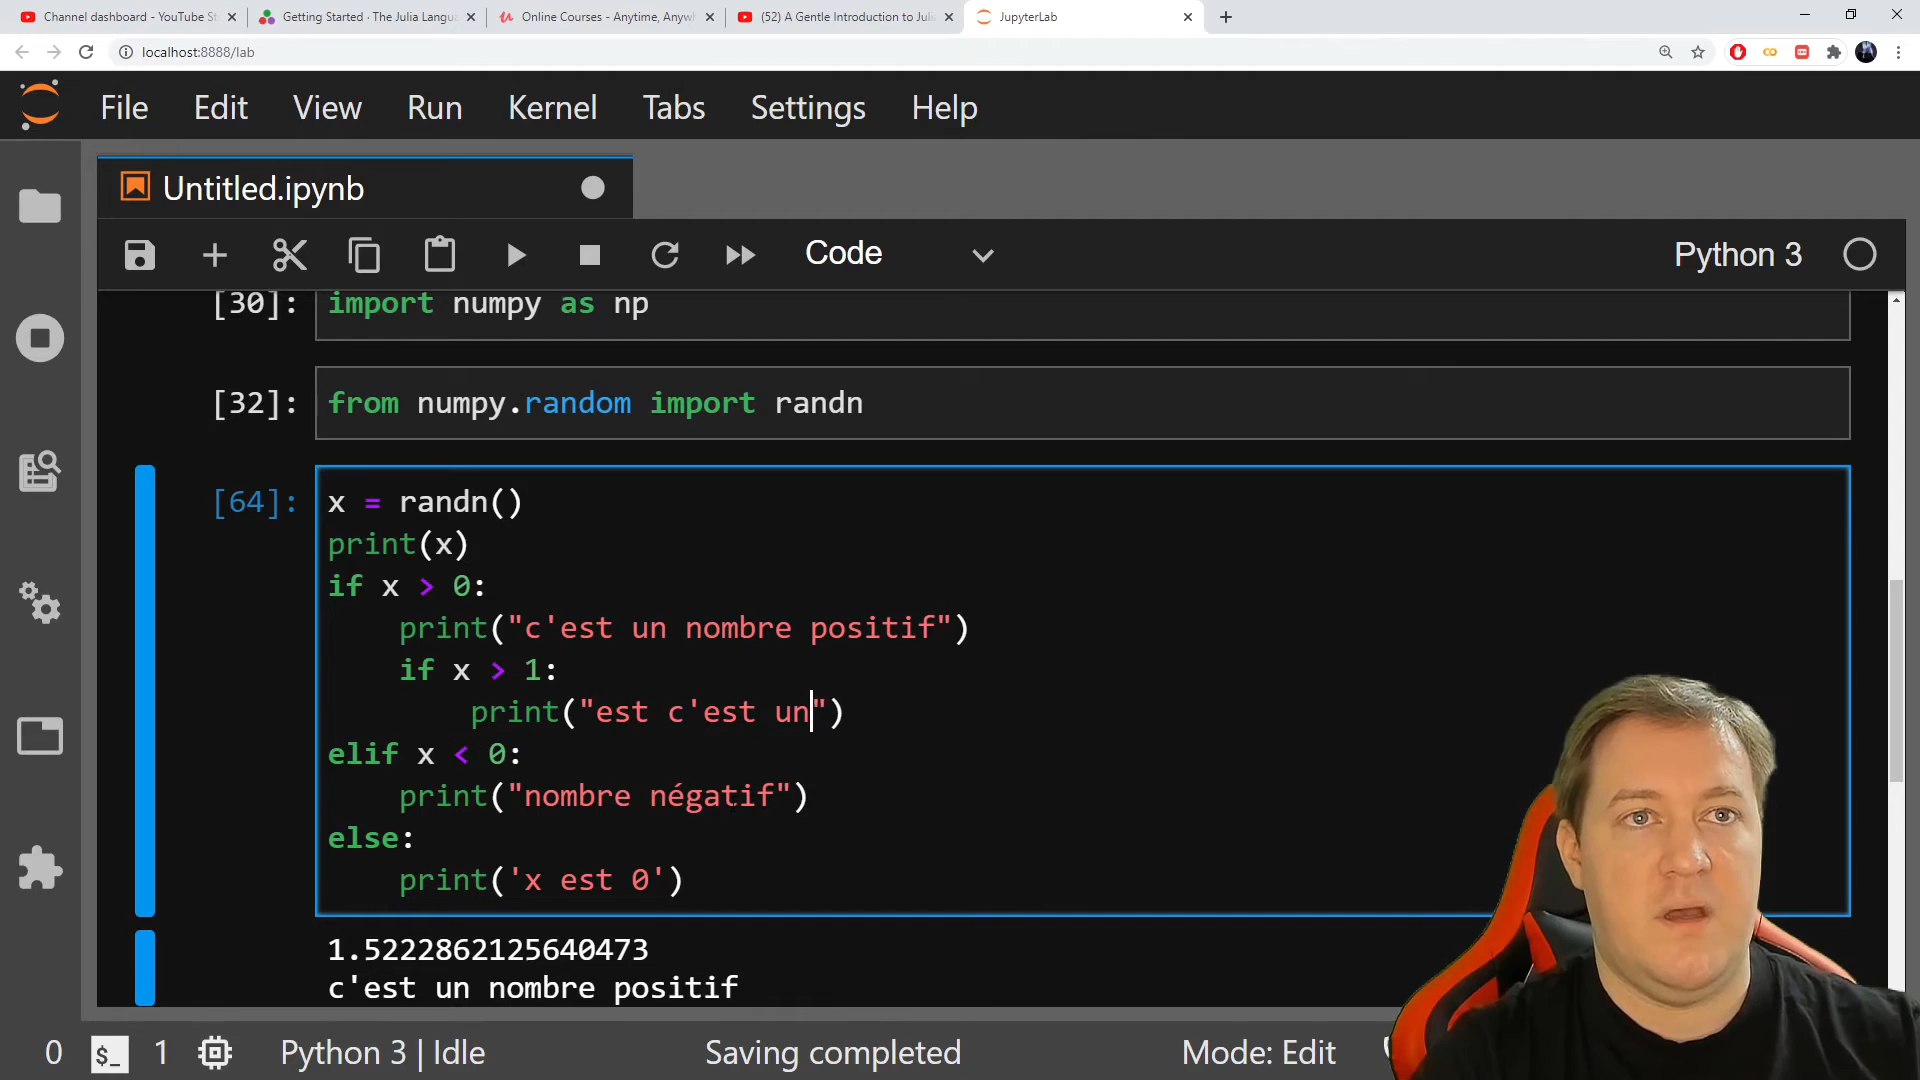 Channel dashboard - YouTube St
Getting Started · The Julia Langua
Online Courses - Anytime, Anywh
(52) A Gentle Introduction to Juli
JupyterLab
localhost:8888/lab
File Edit View Run Kernel Tabs Settings Help
Untitled.ipynb
Code
Python 3
[30]: import numpy as np
[32]: from numpy.random import randn
[64]: x = randn()
print(x)
if x > 0:
print("c'est un nombre positif")
if x > 1:
print("est c'est un")
elif x < 0:
print("nombre négatif")
else:
print('x est 0')
1.5222862125640473
c'est un nombre positif
0 $_ 1 Python 3 | Idle Saving completed Mode: Edit